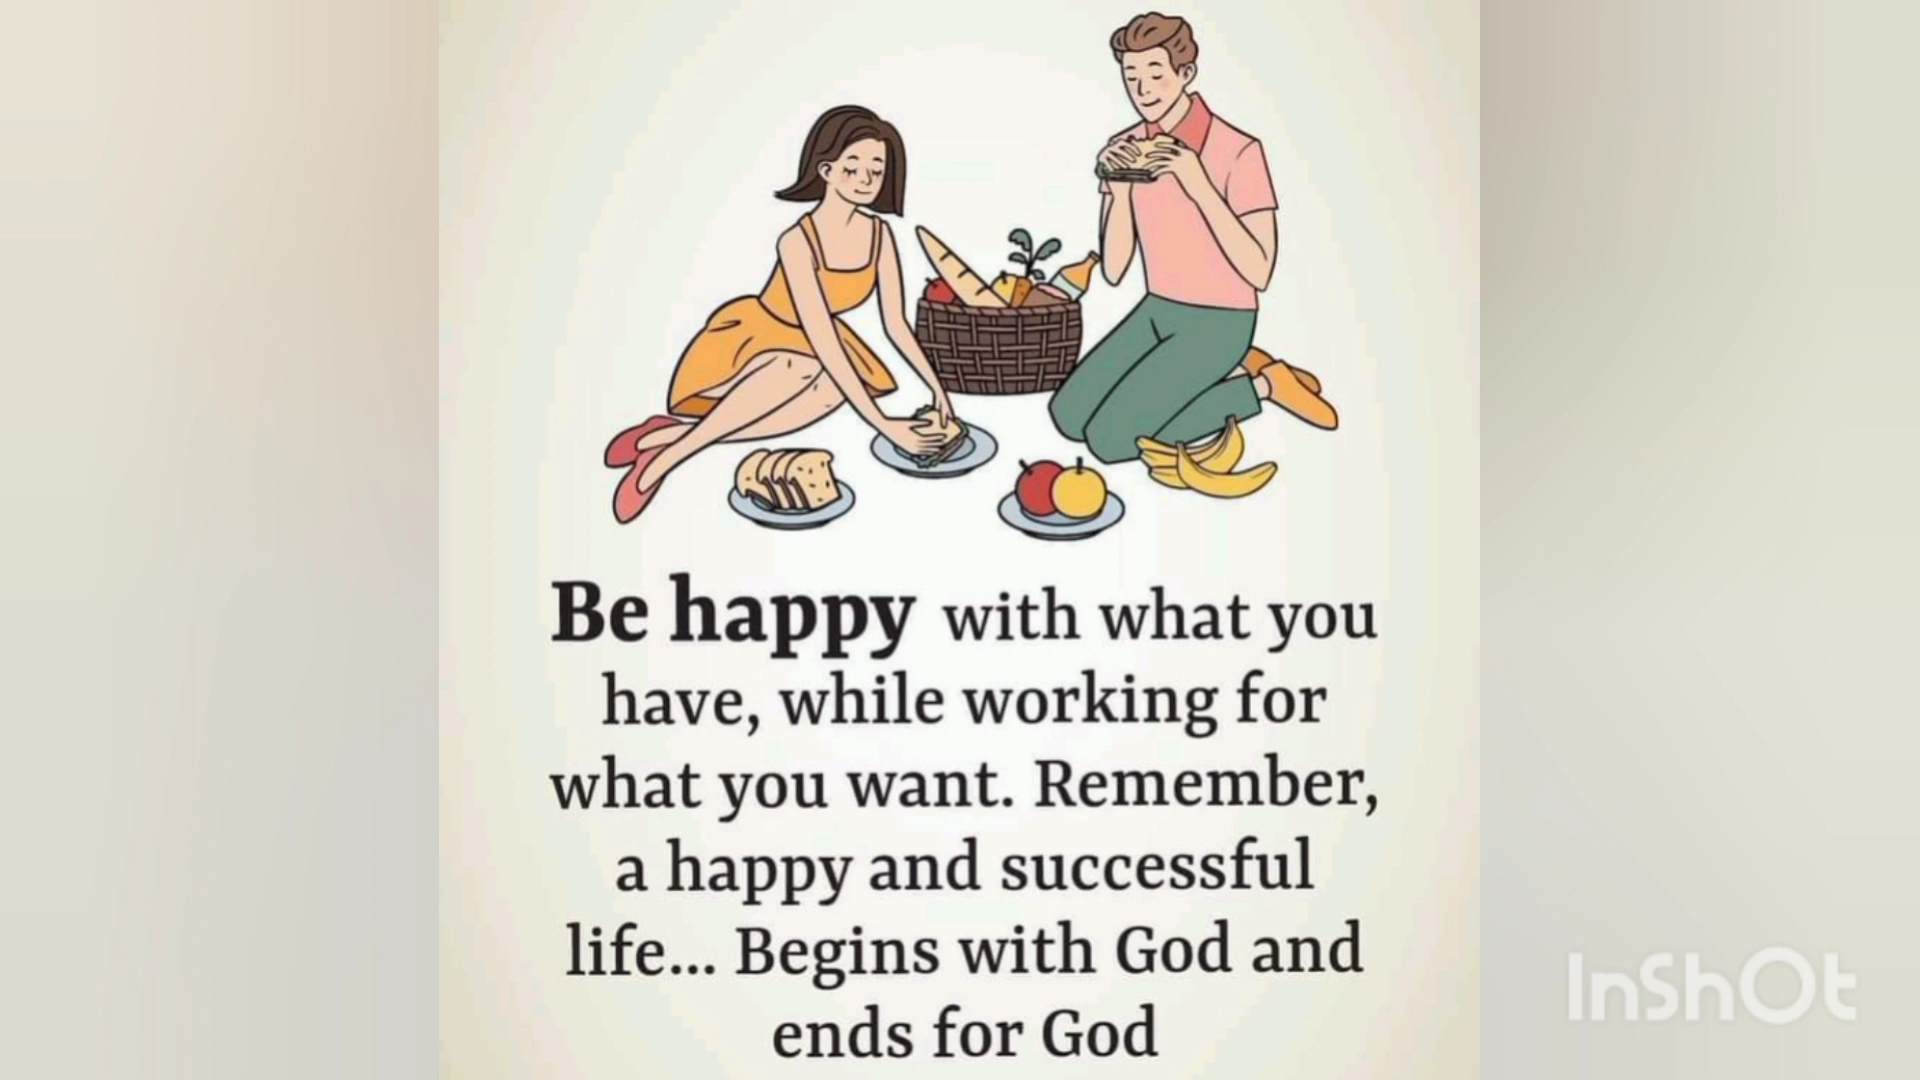 Be happy with what you
have, while working for
what you want. Remember,
a happy and successful
life... Begins with God and
ends for God
InShOt